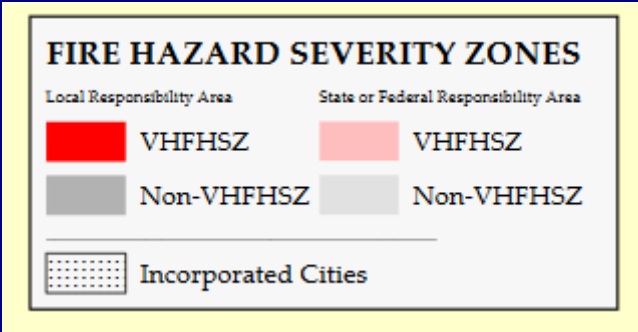 FIRE HAZARD SEVERITY ZONES
Local Responsibility Area State or Federal Responsibility Area
VHFHSZ VHFHSZ
Non-VHFHSZ Non-VHFHSZ
Incorporated Cities